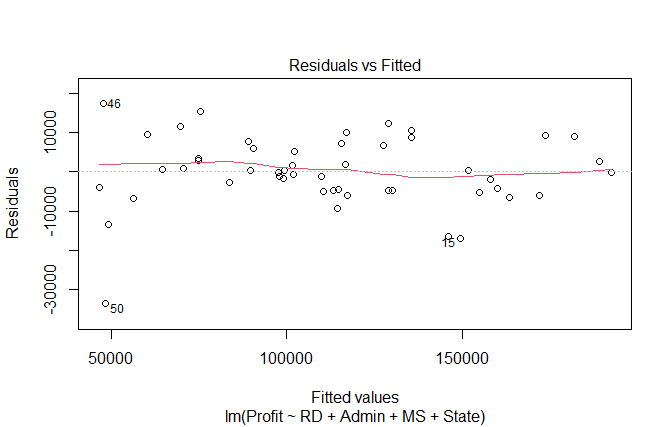 Residuals vs Fitted
Residuals
10000
-10000
-30000
46
15
50
50000 100000 150000
Fitted values
lm(Profit ~ RD + Admin + MS + State)